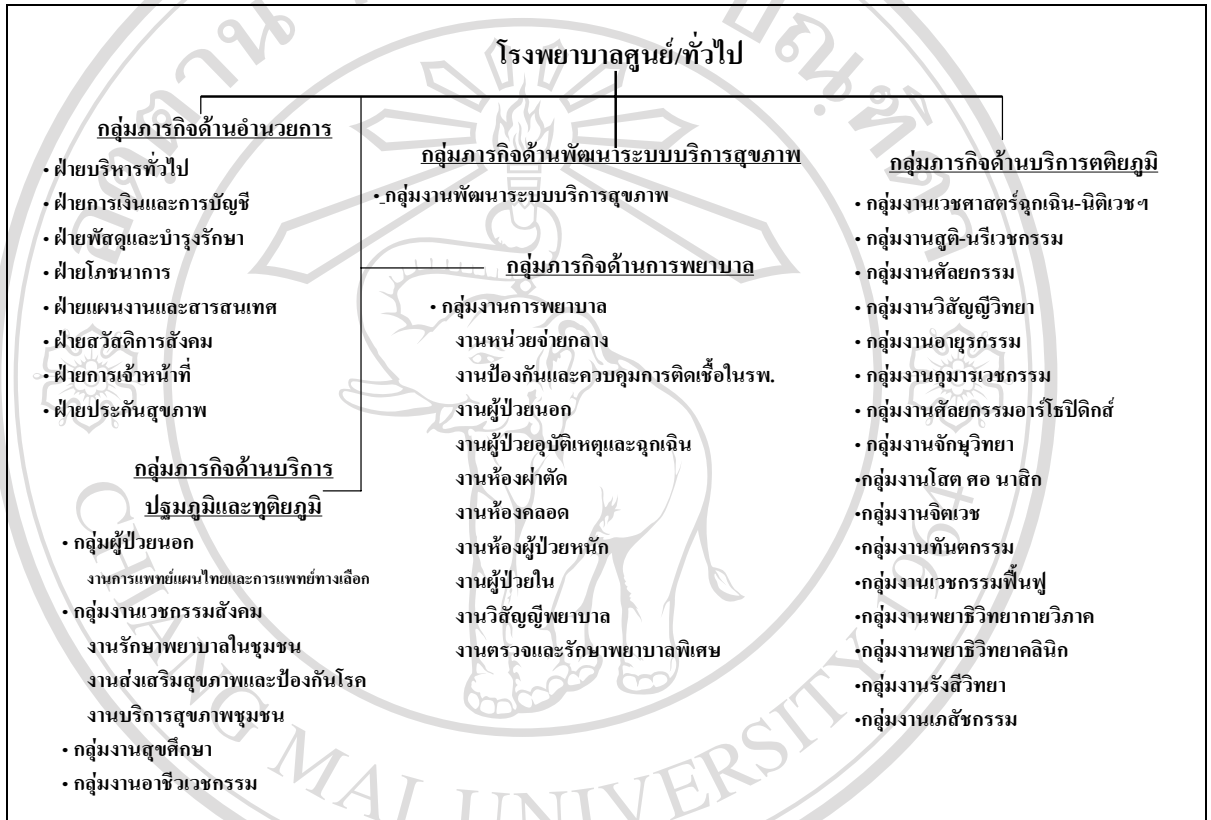 โรงพยาบาลศูนย์/ทั่วไป
กลุ่มภารกิจด้านอำนวยการ
• ฝ่ายบริหารทั่วไป
• ฝ่ายการเงินและการบัญชี
• ฝ่ายพัสดุและบำรุงรักษา
• ฝ่ายโภชนาการ
• ฝ่ายแผนงานและสารสนเทศ
• ฝ่ายสวัสดิการสังคม
• ฝ่ายการเจ้าหน้าที่
• ฝ่ายประกันสุขภาพ
กลุ่มภารกิจด้านบริการ
ปฐมภูมิและทุติยภูมิ
• กลุ่มผู้ป่วยนอก
งานการแพทย์แผนไทยและการแพทย์ทางเลือก
• กลุ่มงานเวชกรรมสังคม
งานรักษาพยาบาลในชุมชน
งานส่งเสริมสุขภาพและป้องกันโรค
งานบริการสุขภาพชุมชน
• กลุ่มงานสุขศึกษา
• กลุ่มงานอาชีวเวชกรรม
กลุ่มภารกิจด้านพัฒนาระบบบริการสุขภาพ
• กลุ่มงานพัฒนาระบบบริการสุขภาพ
กลุ่มภารกิจด้านการพยาบาล
• กลุ่มงานการพยาบาล
งานหน่วยจ่ายกลาง
งานป้องกันและควบคุมการติดเชื้อในรพ.
งานผู้ป่วยนอก
งานผู้ป่วยอุบัติเหตุและฉุกเฉิน
งานห้องผ่าตัด
งานห้องคลอด
งานห้องผู้ป่วยหนัก
งานผู้ป่วยใน
งานวิสัญญีพยาบาล
งานตรวจและรักษาพยาบาลพิเศษ
กลุ่มภารกิจด้านบริการตติยภูมิ
• กลุ่มงานเวชศาสตร์ฉุกเฉิน-นิติเวชฯ
• กลุ่มงานสูติ-นรีเวชกรรม
• กลุ่มงานศัลยกรรม
• กลุ่มงานวิสัญญีวิทยา
• กลุ่มงานอายุรกรรม
• กลุ่มงานกุมารเวชกรรม
• กลุ่มงานศัลยกรรมอาร์โธปิดิกส์
• กลุ่มงานจักษุวิทยา
•กลุ่มงานโสต ศอ นาสิก
•กลุ่มงานจิตเวช
•กลุ่มงานทันตกรรม
•กลุ่มงานเวชกรรมฟื้นฟู
•กลุ่มงานพยาธิวิทยากายวิภาค
•กลุ่มงานพยาธิวิทยาคลินิก
•กลุ่มงานรังสีวิทยา
•กลุ่มงานเภสัชกรรม
CHIANG MAI UNIVERSITY 1964